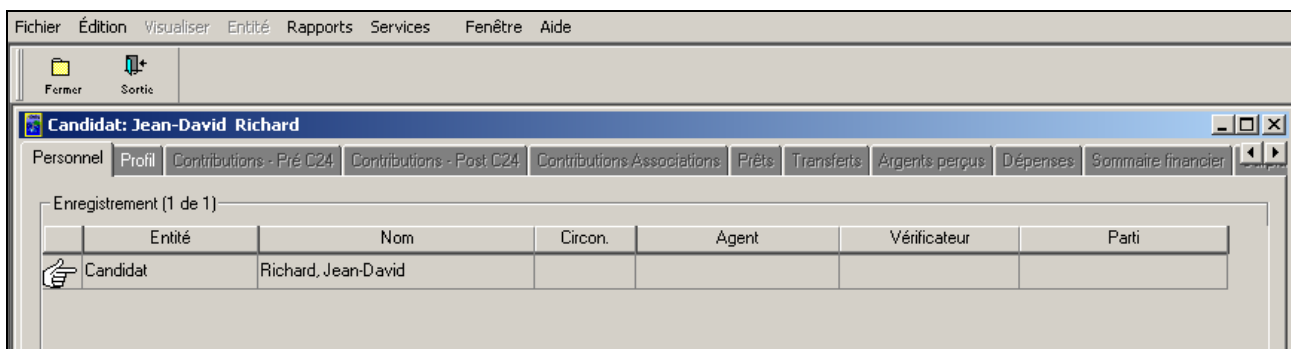 Fichier Édition Visualiser Entité Rapports Services Fenêtre Aide
Fermer Sortie
Candidat: Jean-David Richard
Personnel Profil Contributions - Pré C24 Contributions - Post C24 Contributions Associations Prêts Transferts Argents perçus Dépenses Sommaire financier
Enregistrement (1 de 1)
Entité Nom Circon. Agent Vérificateur Parti
Candidat Richard, Jean-David